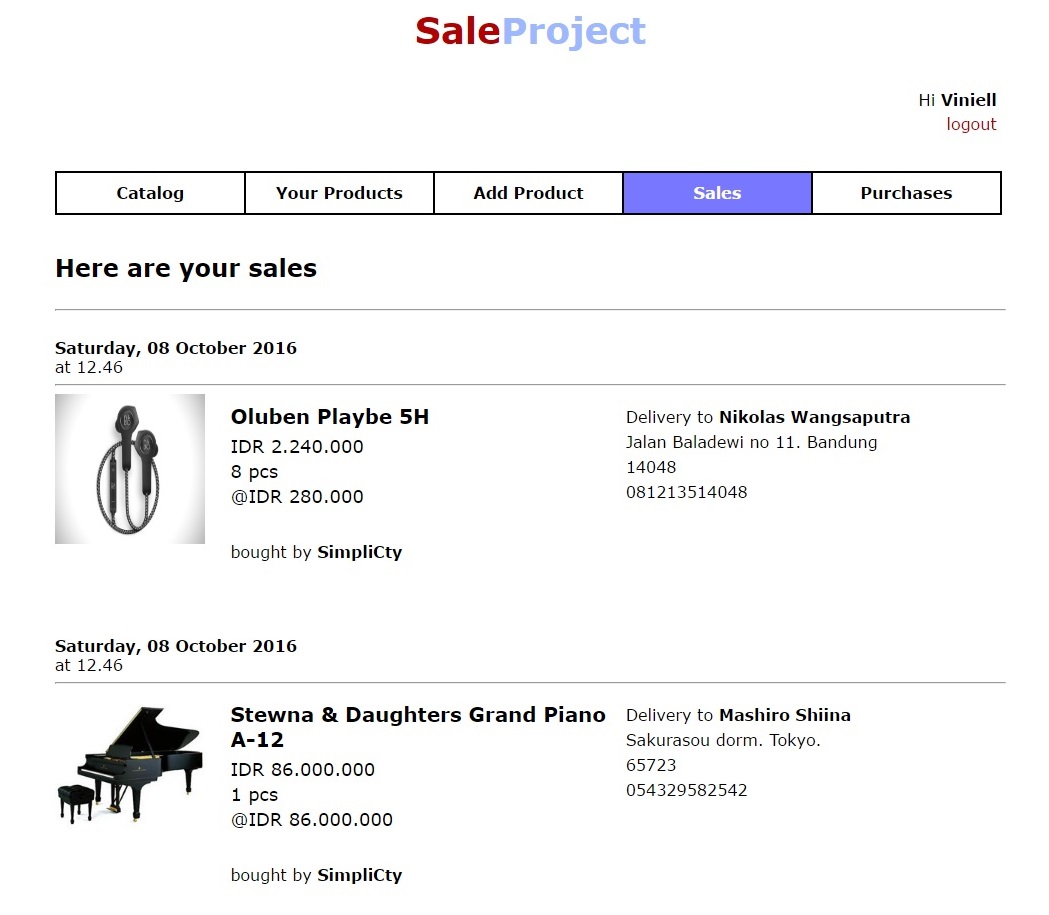 SaleProject
Hi Viniell
logout
Catalog Your Products Add Product Sales Purchases
Here are your sales
Saturday, 08 October 2016
at 12.46
Oluben Playbe 5H
IDR 2.240.000
8 pcs
@IDR 280.000
bought by SimpliCty
Delivery to Nikolas Wangsaputra
Jalan Baladewi no 11. Bandung
14048
081213514048
Saturday, 08 October 2016
at 12.46
Stewna & Daughters Grand Piano
A-12
IDR 86.000.000
1 pcs
@IDR 86.000.000
bought by SimpliCty
Delivery to Mashiro Shiina
Sakurasou dorm. Tokyo.
65723
054329582542